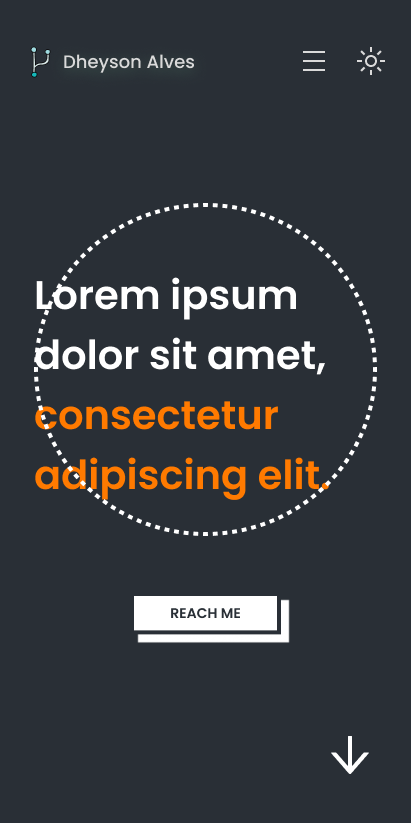 Dheyson Alves
Lorem ipsum
dolor sit amet,
consectetur
adipiscing elit.
REACH ME